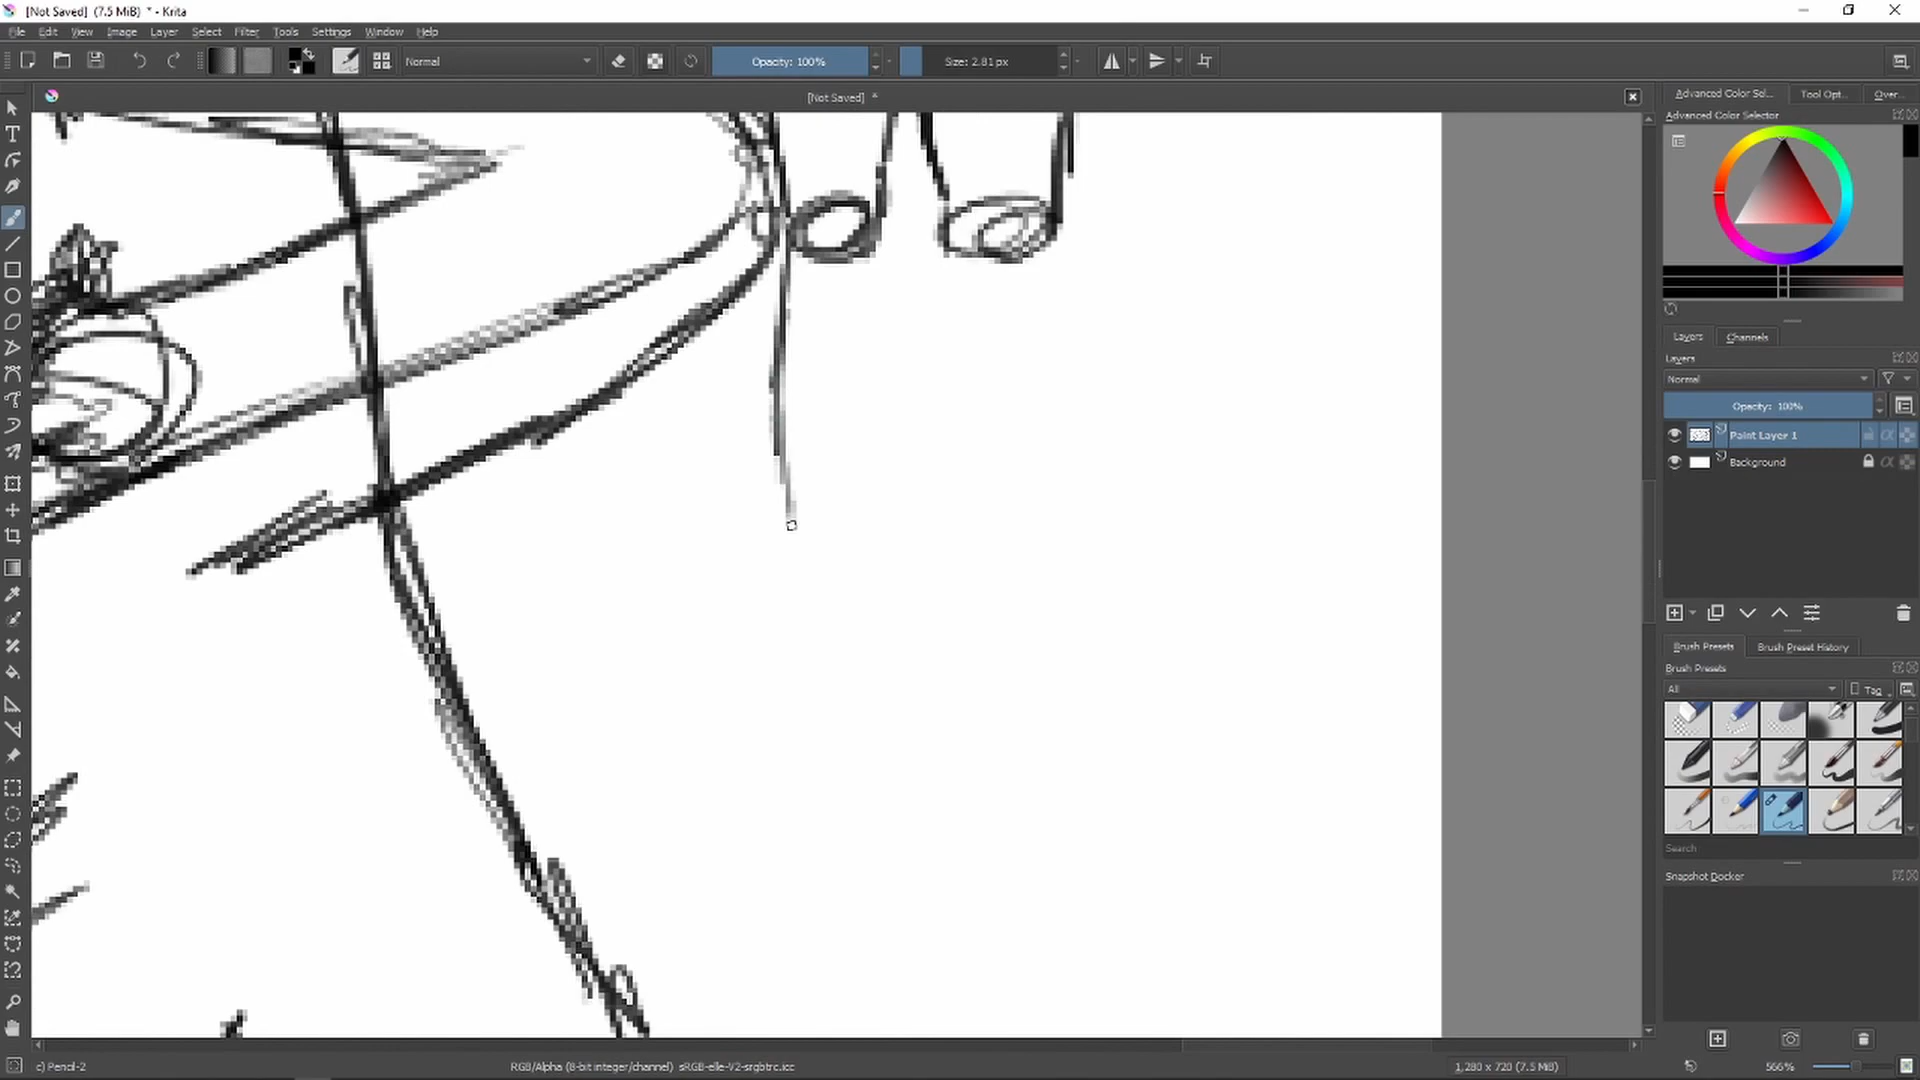 [Not Saved] (7.5 MiB) * - Krita
File Edit View Image Layer Select Filter Tools Settings Window Help
Normal Opacity: 100% Size: 2.81 px
[Not Saved] *
Advanced Color Sel... Tool Opt... Over...
Advanced Color Selector
Layers Channels
Layers
Normal
Opacity: 100%
Paint Layer 1
Background
Brush Presets Brush Preset History
Brush Presets
All Tag
Search
Snapshot Docker
c) Pencil-2 RGB/Alpha (8-bit integer/channel) sRGB-elle-V2-srgbtrc.icc 1,280 x 720 (7.5 MiB) 566%